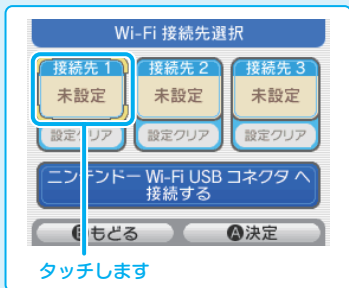 Wi-Fi 接続先選択
接続先 1 接続先 2 接続先 3
未設定 未設定 未設定
設定クリア 設定クリア 設定クリア
ニンテンドー Wi-Fi USB コネクタ へ
接続する
Ⓑもどる Ⓐ決定
タッチします